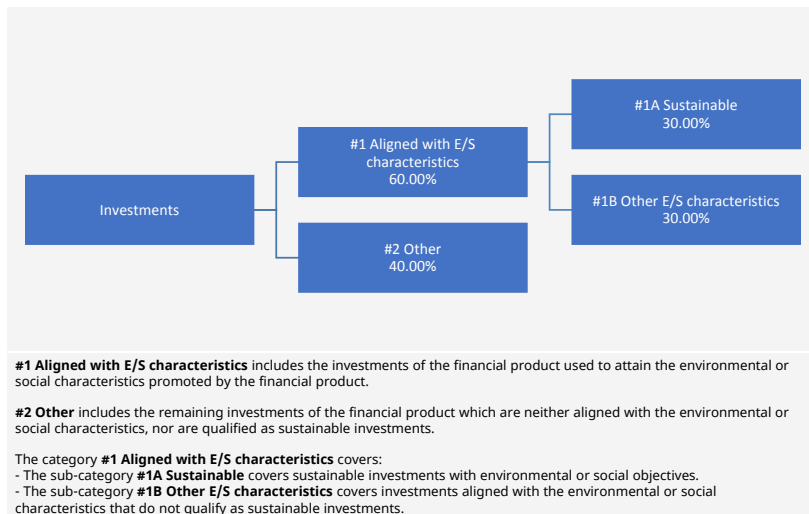 #1A Sustainable
30.00%
#1 Aligned with E/S
characteristics
60.00%
Investments
#1B Other E/S characteristics
30.00%
#2 Other
40.00%
#1 Aligned with E/S characteristics includes the investments of the financial product used to attain the environmental or
social characteristics promoted by the financial product.
#2 Other includes the remaining investments of the financial product which are neither aligned with the environmental or
social characteristics, nor are qualified as sustainable investments.
The category #1 Aligned with E/S characteristics covers:
- The sub-category #1A Sustainable covers sustainable investments with environmental or social objectives.
- The sub-category #1B Other E/S characteristics covers investments aligned with the environmental or social
characteristics that do not qualify as sustainable investments.